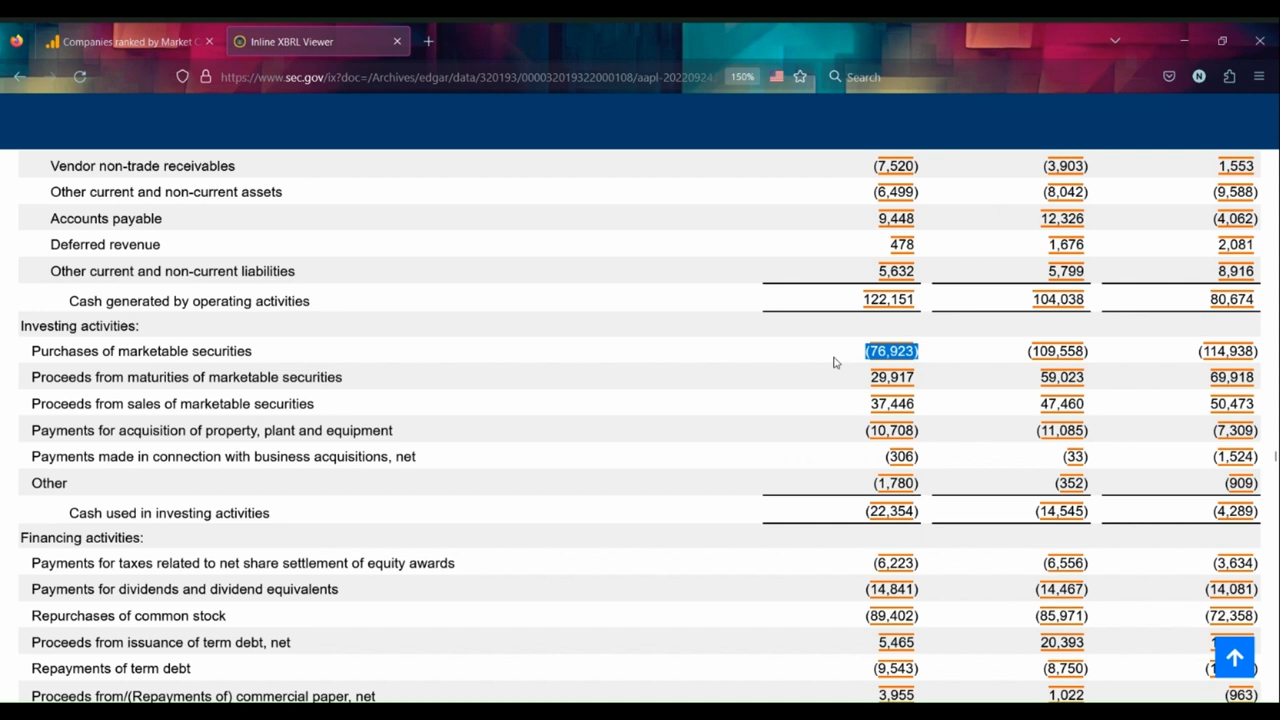 Companies ranked by Market C
Inline XBRL Viewer
https://www.sec.gov/ix?doc=/Archives/edgar/data/320193/000032019322000108/aapl-20220924. 150% Search N
Vendor non-trade receivables (7,520) (3,903) 1,553
Other current and non-current assets (6,499) (8,042) (9,588)
Accounts payable 9,448 12,326 (4,062)
Deferred revenue 478 1,676 2,081
Other current and non-current liabilities 5,632 5,799 8,916
Cash generated by operating activities 122,151 104,038 80,674
Investing activities:
Purchases of marketable securities (76,923) (109,558) (114,938)
Proceeds from maturities of marketable securities 29,917 59,023 69,918
Proceeds from sales of marketable securities 37,446 47,460 50,473
Payments for acquisition of property, plant and equipment (10,708) (11,085) (7,309)
Payments made in connection with business acquisitions, net (306) (33) (1,524)
Other (1,780) (352) (909)
Cash used in investing activities (22,354) (14,545) (4,289)
Financing activities:
Payments for taxes related to net share settlement of equity awards (6,223) (6,556) (3,634)
Payments for dividends and dividend equivalents (14,841) (14,467) (14,081)
Repurchases of common stock (89,402) (85,971) (72,358)
Proceeds from issuance of term debt, net 5,465 20,393
Repayments of term debt (9,543) (8,750)
Proceeds from/(Repayments of) commercial paper, net 3,955 1,022 (963)